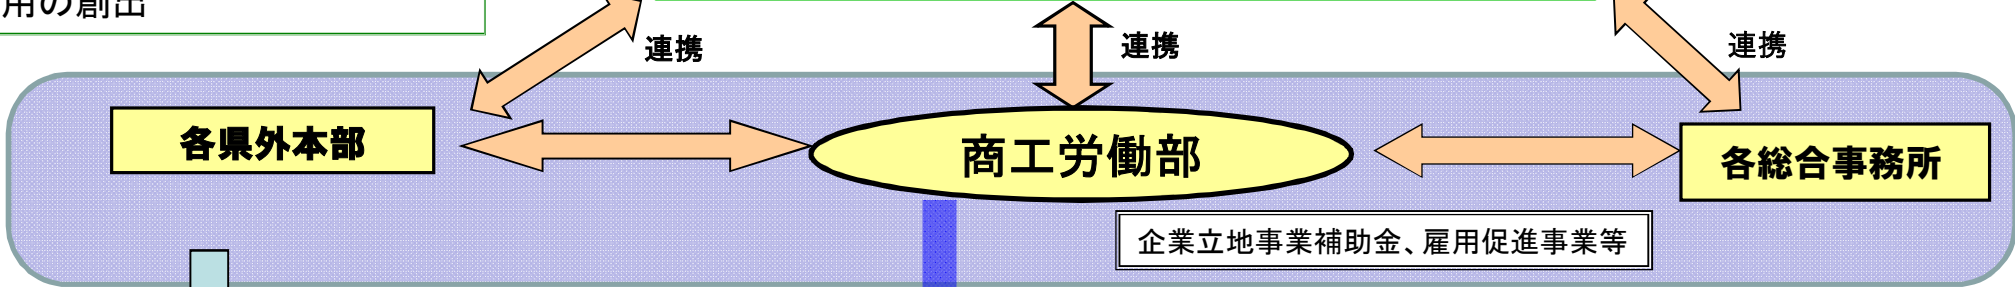 用の創出
連携
連携
連携
各県外本部
商工労働部
各総合事務所
企業立地事業補助金、雇用促進事業等